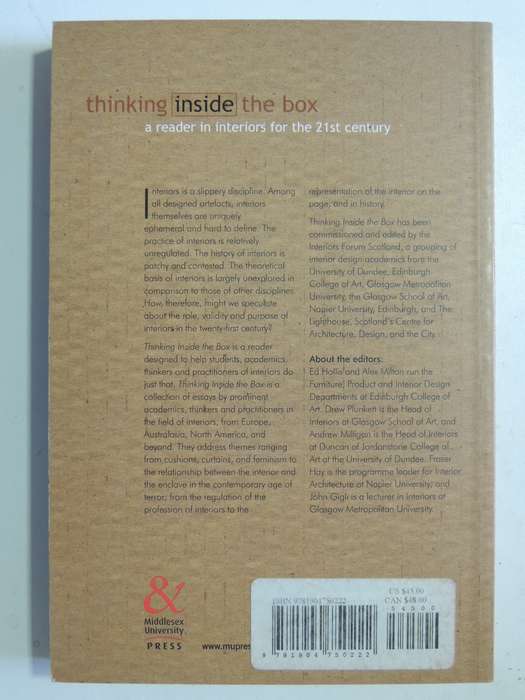 thinking inside the box
a reader in interiors for the 21st century
Interiors is a slippery discipline. Among
all designed artefacts, interiors
themselves are uniquely
ephemeral and hard to define. The
practice of interiors is relatively
unregulated. The history of interiors is
patchy and contested. The theoretical
basis of interiors is largely unexplored in
comparison to those of other disciplines.
How, therefore, might we speculate
about the role, validity and purpose of
interiors in the twenty-first century?
Thinking Inside the Box is a reader
designed to help students, academics,
thinkers and practitioners of interiors do
just that. Thinking Inside the Box is a
collection of essays by prominent
academics, thinkers and practitioners in
the field of interiors, from Europe,
Australasia, North America, and
beyond. They address themes ranging
from cushions, curtains, and feminism to
the relationship between the interior and
the enclave in the contemporary age of
terror; from the regulation of the
profession of interiors to the
representation of the interior on the
page, and in history.
Thinking Inside the Box has been
commissioned and edited by the
Interiors Forum Scotland, a grouping of
interior design academics from the
University of Dundee, Edinburgh
College of Art, Glasgow Metropolitan
University, the Glasgow School of Art,
Napier University, Edinburgh, and The
Lighthouse, Scotland's Centre for
Architecture, Design, and the City.
About the editors:
Ed Hollis and Alex Milton run the
Furniture, Product and Interior Design
Departments at Edinburgh College of
Art. Drew Plunkett is the Head of
Interiors at Glasgow School of Art, and
Andrew Milligan is the Head of Interiors
at Duncan of Jordanstone College of
Art at the University of Dundee. Fraser
Hay is the programme leader for Interior
Architecture at Napier University, and
John Gigli is a lecturer in Interiors at
Glasgow Metropolitan University.
&
Middlesex
University
PRESS
www.mupres
US $45.00
CAN $48.00
ISBN 9781904750222
54500
9 781904 750222